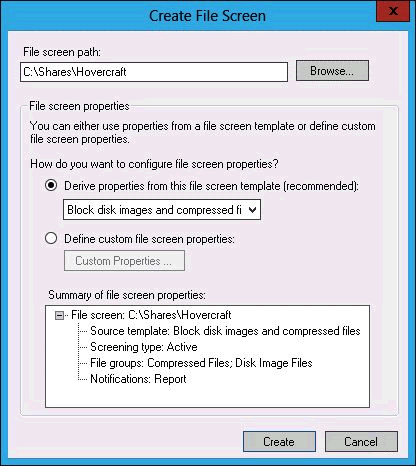 Create File Screen
x
File screen path:
C:\Shares\Hovercraft
Browse...
File screen properties
You can either use properties from a file screen template or define custom
file screen properties.
How do you want to configure file screen properties?
Derive properties from this file screen template (recommended):
Block disk images and compressed fi
Define custom file screen properties:
Custom Properties ...
Summary of file screen properties:
File screen: C:\Shares\Hovercraft
Source template: Block disk images and compressed files
Screening type: Active
File groups: Compressed Files; Disk Image Files
Notifications: Report
Create
Cancel